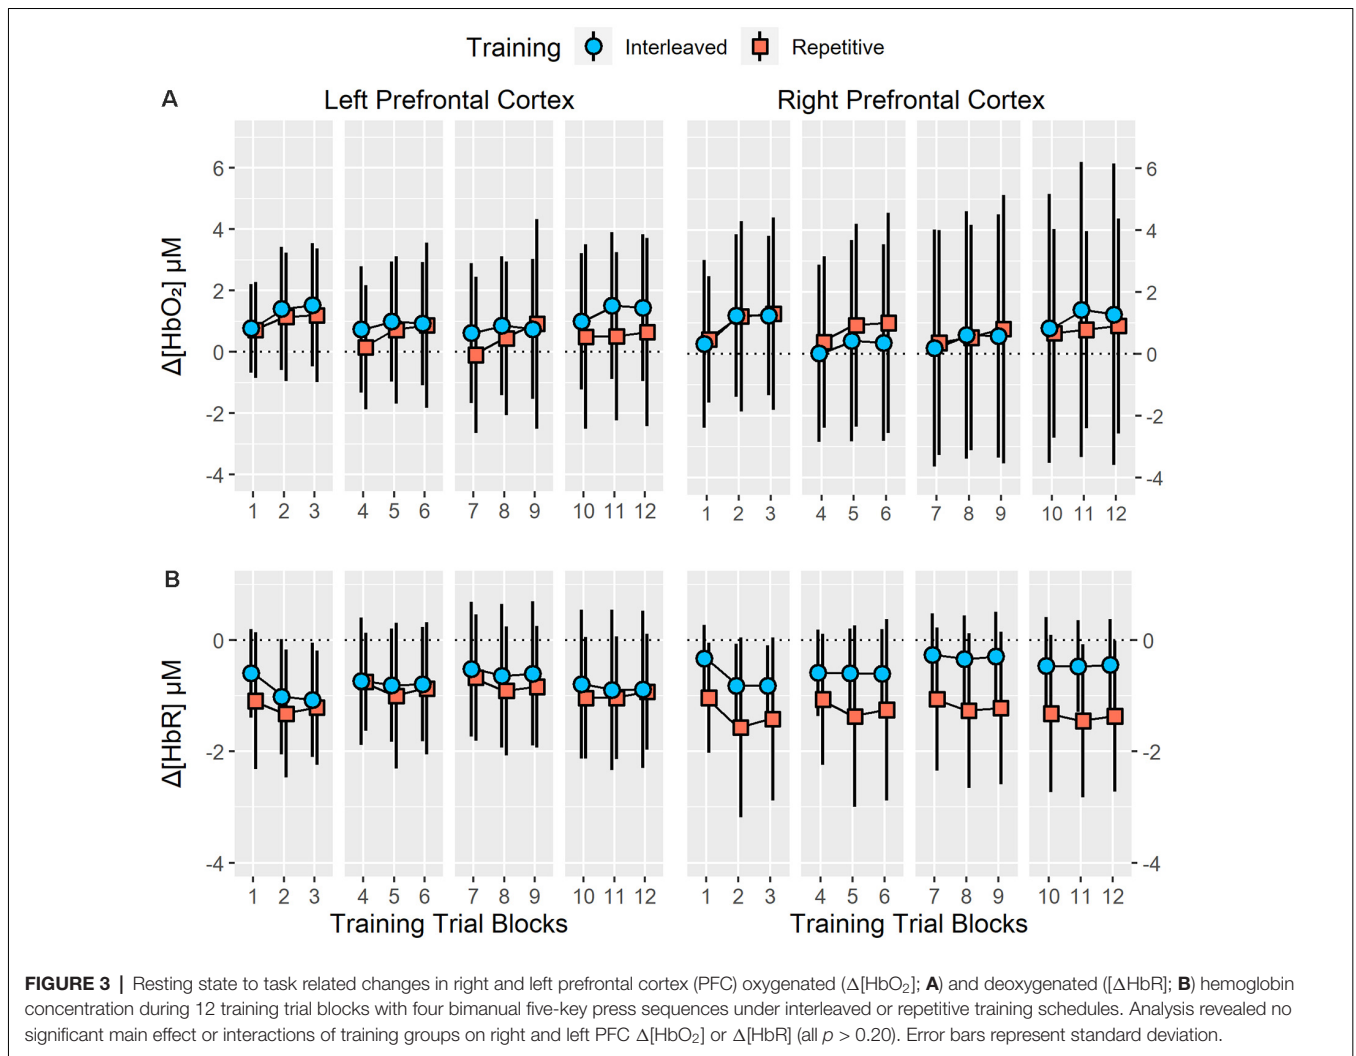 Training Interleaved Repetitive
A Left Prefrontal Cortex Right Prefrontal Cortex
Δ[HbO₂] µM
6 6
4 4
2 2
0 0
-2 -2
-4 -4
1 2 3 4 5 6 7 8 9 10 11 12 1 2 3 4 5 6 7 8 9 10 11 12
B
Δ[HbR] µM
0 0
-2 -2
-4 -4
1 2 3 4 5 6 7 8 9 10 11 12 1 2 3 4 5 6 7 8 9 10 11 12
Training Trial Blocks Training Trial Blocks
FIGURE 3 | Resting state to task related changes in right and left prefrontal cortex (PFC) oxygenated (Δ[HbO₂]; A) and deoxygenated ([ΔHbR]; B) hemoglobin
concentration during 12 training trial blocks with four bimanual five-key press sequences under interleaved or repetitive training schedules. Analysis revealed no
significant main effect or interactions of training groups on right and left PFC Δ[HbO₂] or Δ[HbR] (all p > 0.20). Error bars represent standard deviation.